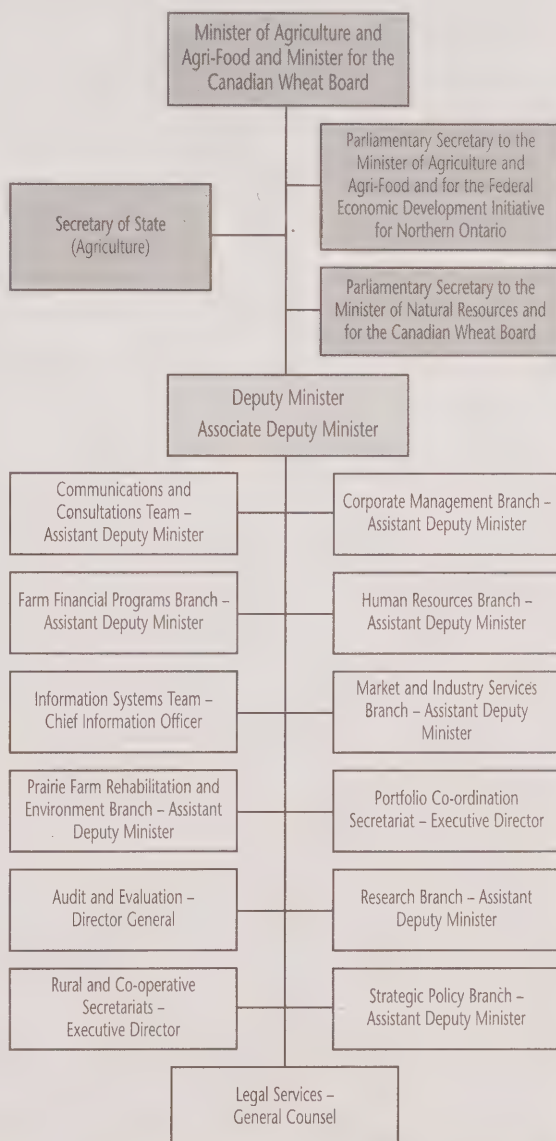 Minister of Agriculture and
Agri-Food and Minister for the
Canadian Wheat Board
Parliamentary Secretary to the
Minister of Agriculture and
Agri-Food and for the Federal
Economic Development Initiative
for Northern Ontario
Secretary of State
(Agriculture)
Parliamentary Secretary to the
Minister of Natural Resources and
for the Canadian Wheat Board
Deputy Minister
Associate Deputy Minister
Communications and
Consultations Team –
Assistant Deputy Minister
Corporate Management Branch –
Assistant Deputy Minister
Farm Financial Programs Branch –
Assistant Deputy Minister
Human Resources Branch –
Assistant Deputy Minister
Information Systems Team –
Chief Information Officer
Market and Industry Services
Branch – Assistant Deputy
Minister
Prairie Farm Rehabilitation and
Environment Branch – Assistant
Deputy Minister
Portfolio Co-ordination
Secretariat – Executive Director
Audit and Evaluation –
Director General
Research Branch – Assistant
Deputy Minister
Rural and Co-operative
Secretariats –
Executive Director
Strategic Policy Branch –
Assistant Deputy Minister
Legal Services –
General Counsel